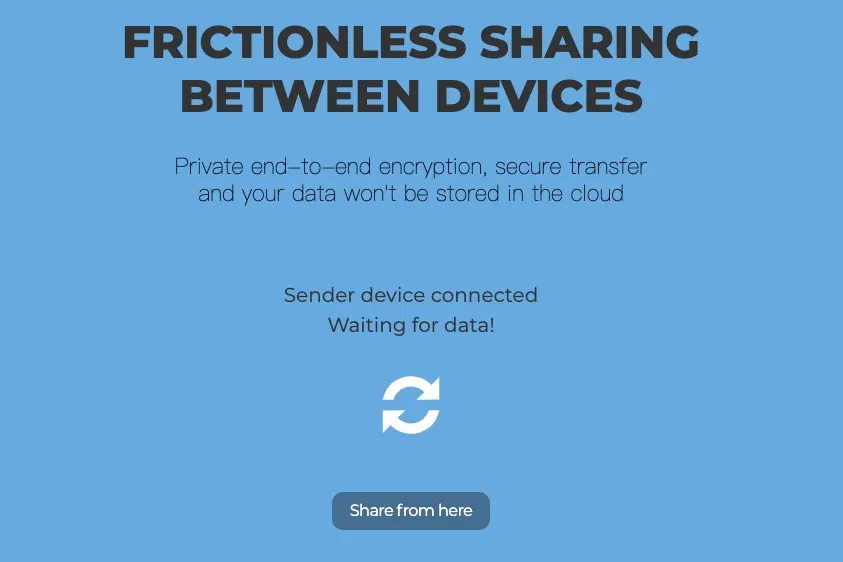 FRICTIONLESS SHARING
BETWEEN DEVICES
Private end-to-end encryption, secure transfer
and your data won't be stored in the cloud
Sender device connected
Waiting for data!
Share from here